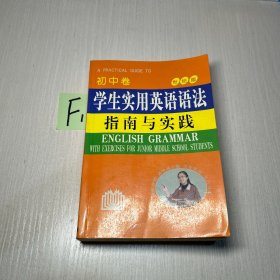 A PRACTICAL GUIDE TO
初中卷
学生实用英语语法
指南与实践
ENGLISH GRAMMAR
WITH EXERCISES FOR JUNIOR MIDDLE SCHOOL STUDENTS
F1